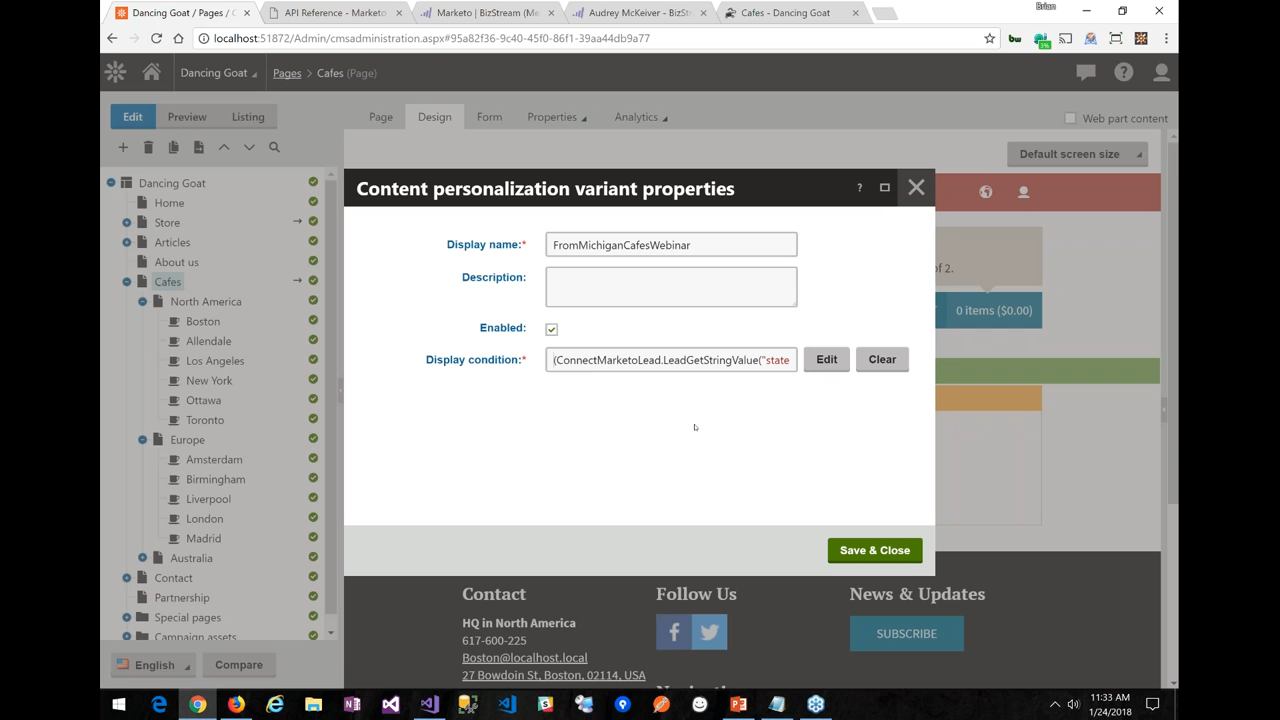 Brian
Dancing Goat / Pages / C
API Reference - Marketo
Marketo | BizStream (Me
Audrey McKeiver - BizStr
Cafes - Dancing Goat
localhost:51872/Admin/cmsadministration.aspx#95a82f36-9c40-45f0-86f1-39aa44db9a77
Dancing Goat
Pages > Cafes (Page)
Edit
Preview
Listing
Page
Design
Form
Properties
Analytics
Web part content
Default screen size
Dancing Goat
Home
Store
Articles
About us
Cafes
North America
Boston
Allendale
Los Angeles
New York
Ottawa
Toronto
Europe
Amsterdam
Birmingham
Liverpool
London
Madrid
Australia
Contact
Partnership
Special pages
Campaign assets
English
Compare
Content personalization variant properties
?
Display name:*
FromMichiganCafesWebinar
Description:
Enabled:
Display condition:*
(ConnectMarketoLead.LeadGetStringValue("state
Edit
Clear
Save & Close
of 2.
0 items ($0.00)
Contact
HQ in North America
617-600-225
Boston@localhost.local
27 Bowdoin St, Boston, 02114, USA
Follow Us
News & Updates
SUBSCRIBE
11:33 AM
1/24/2018